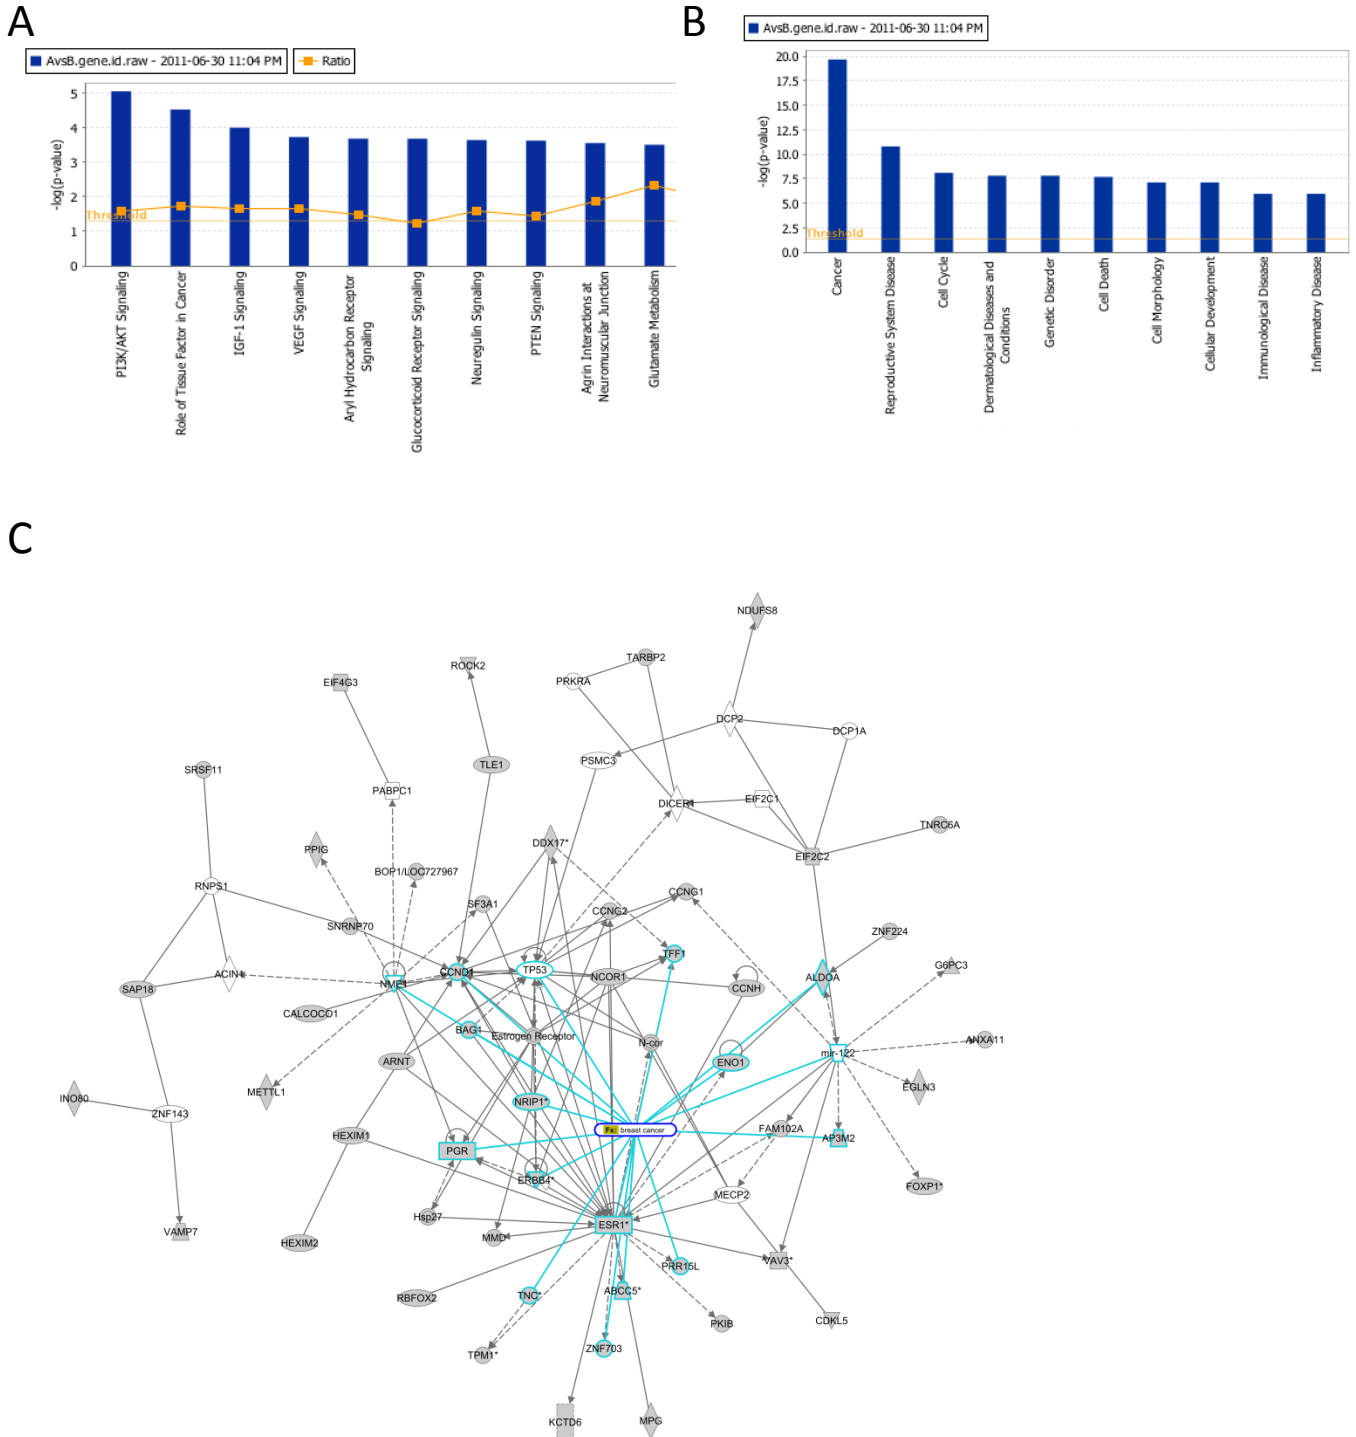 A
AvsB.gene.id.raw - 2011-06-30 11:04 PM
Ratio
-log(p-value)
5
4
3
2
1
0
Threshold
PI3K/AKT Signaling
Role of Tissue Factor in Cancer
IGF-1 Signaling
VEGF Signaling
Aryl Hydrocarbon Receptor
Signaling
Glucocorticoid Receptor Signaling
Neuregulin Signaling
PTEN Signaling
Agrin Interactions at
Neuromuscular Junction
Glutamate Metabolism
B
AvsB.gene.id.raw - 2011-06-30 11:04 PM
-log(p-value)
20.0
17.5
15.0
12.5
10.0
7.5
5.0
2.5
0.0
Threshold
Cancer
Reproductive System Disease
Cell Cycle
Dermatological Diseases and
Conditions
Genetic Disorder
Cell Death
Cell Morphology
Cellular Development
Immunological Disease
Inflammatory Disease
C
NDUFS8
TARBP2
ROCK2
PRKRA
EIF4G3
DCP2
DCP1A
PSMC3
TLE1
SRSF11
PABPC1
EIF2C1
DICER1
TNRC6A
DDX17*
PPIG
EIF2C2
BOP1/LOC727967
RNPS1
CCNG1
SF3A1
CCNG2
SNRNP70
ZNF224
TFF1
G6PC3
ACIN1
CCND1
TP53
NCOR1
ALDOA
NME1
SAP18
CCNH
CALCOCO1
BAG1
Estrogen Receptor
N-cor
ANXA11
mir-122
ARNT
ENO1
EGLN3
METTL1
INO80
NRIP1*
ZNF143
Fx: breast cancer
FAM102A
HEXIM1
AP3M2
PGR
ERBB4*
FOXP1*
MECP2
Hsp27
ESR1*
VAMP7
MMD
HEXIM2
VAV3*
PRR15L
ABCC5*
TNC*
RBFOX2
CDKL5
PKIB
ZNF703
TPM1*
KCTD6
MPG